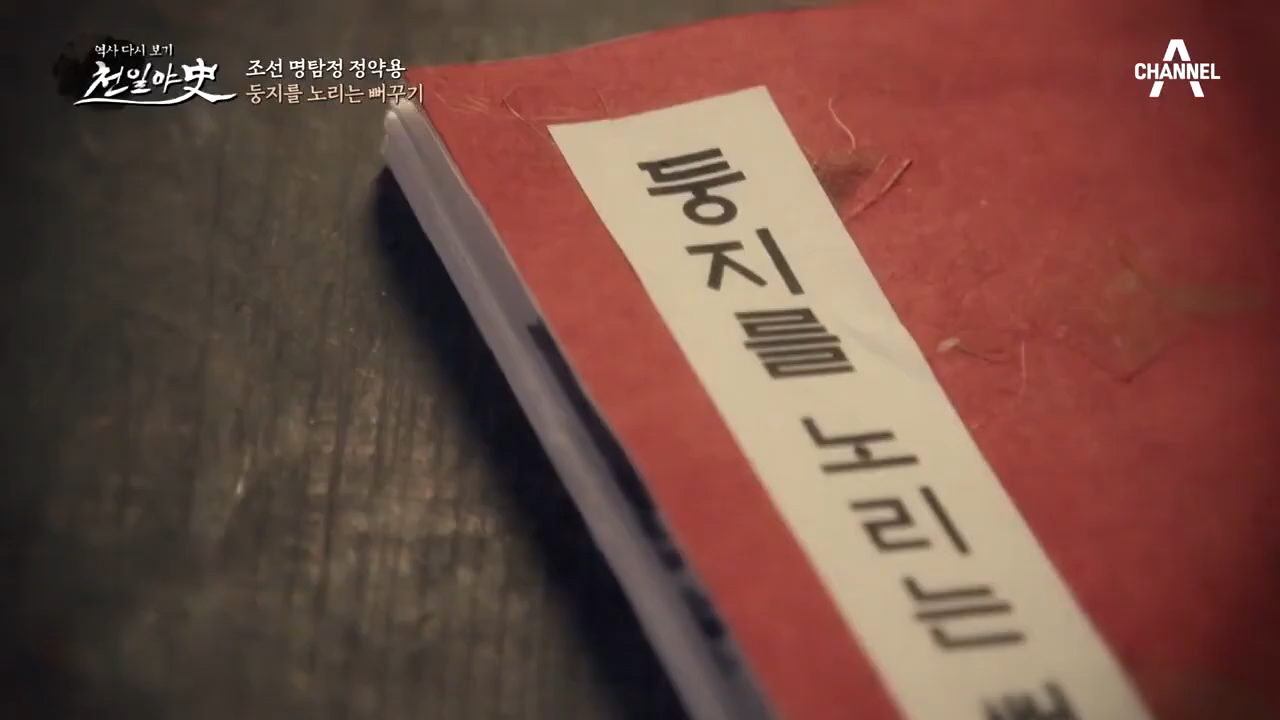 역사 다시 보기
천일야史
조선 명탐정 정약용
둥지를 노리는 뻐꾸기
CHANNEL A
둥지를 노리는